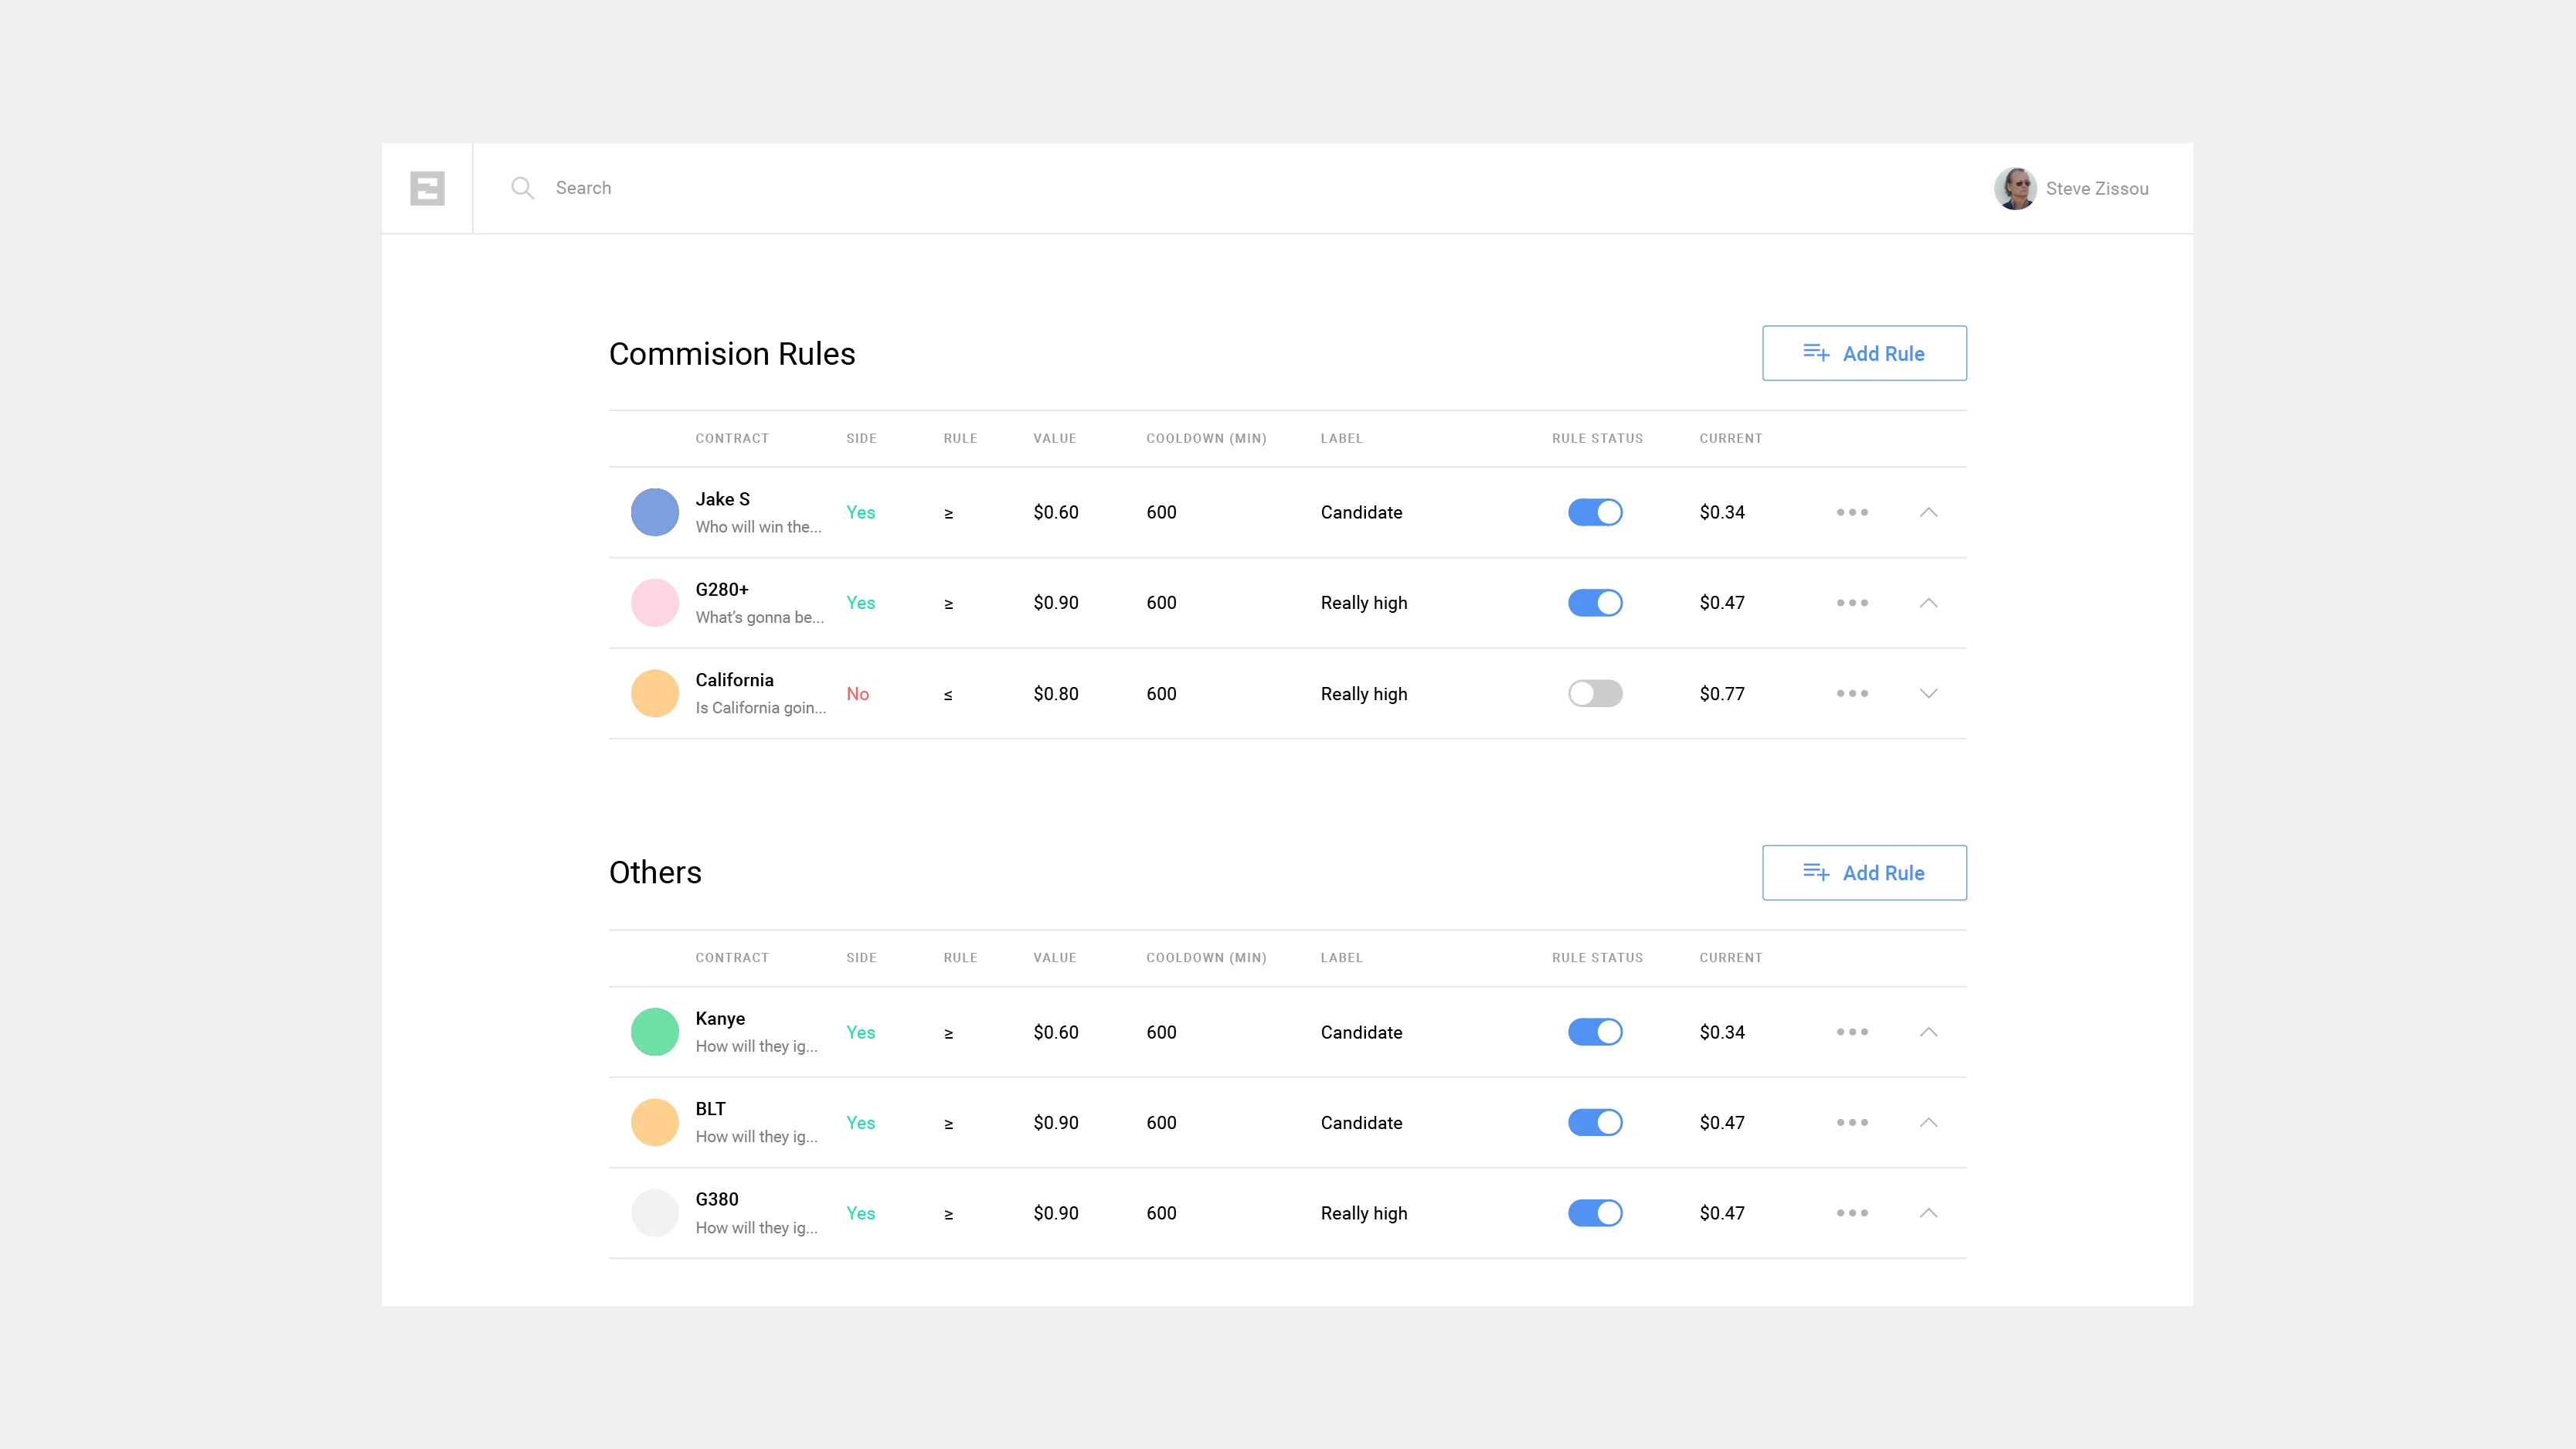 Search
Steve Zissou
Commision Rules
Add Rule
CONTRACT SIDE RULE VALUE COOLDOWN (MIN) LABEL RULE STATUS CURRENT
Jake S
Who will win the...
Yes ≥ $0.60 600 Candidate $0.34
G280+
What's gonna be...
Yes ≥ $0.90 600 Really high $0.47
California
Is California goin...
No ≤ $0.80 600 Really high $0.77
Others
Add Rule
CONTRACT SIDE RULE VALUE COOLDOWN (MIN) LABEL RULE STATUS CURRENT
Kanye
How will they ig...
Yes ≥ $0.60 600 Candidate $0.34
BLT
How will they ig...
Yes ≥ $0.90 600 Candidate $0.47
G380
How will they ig...
Yes ≥ $0.90 600 Really high $0.47